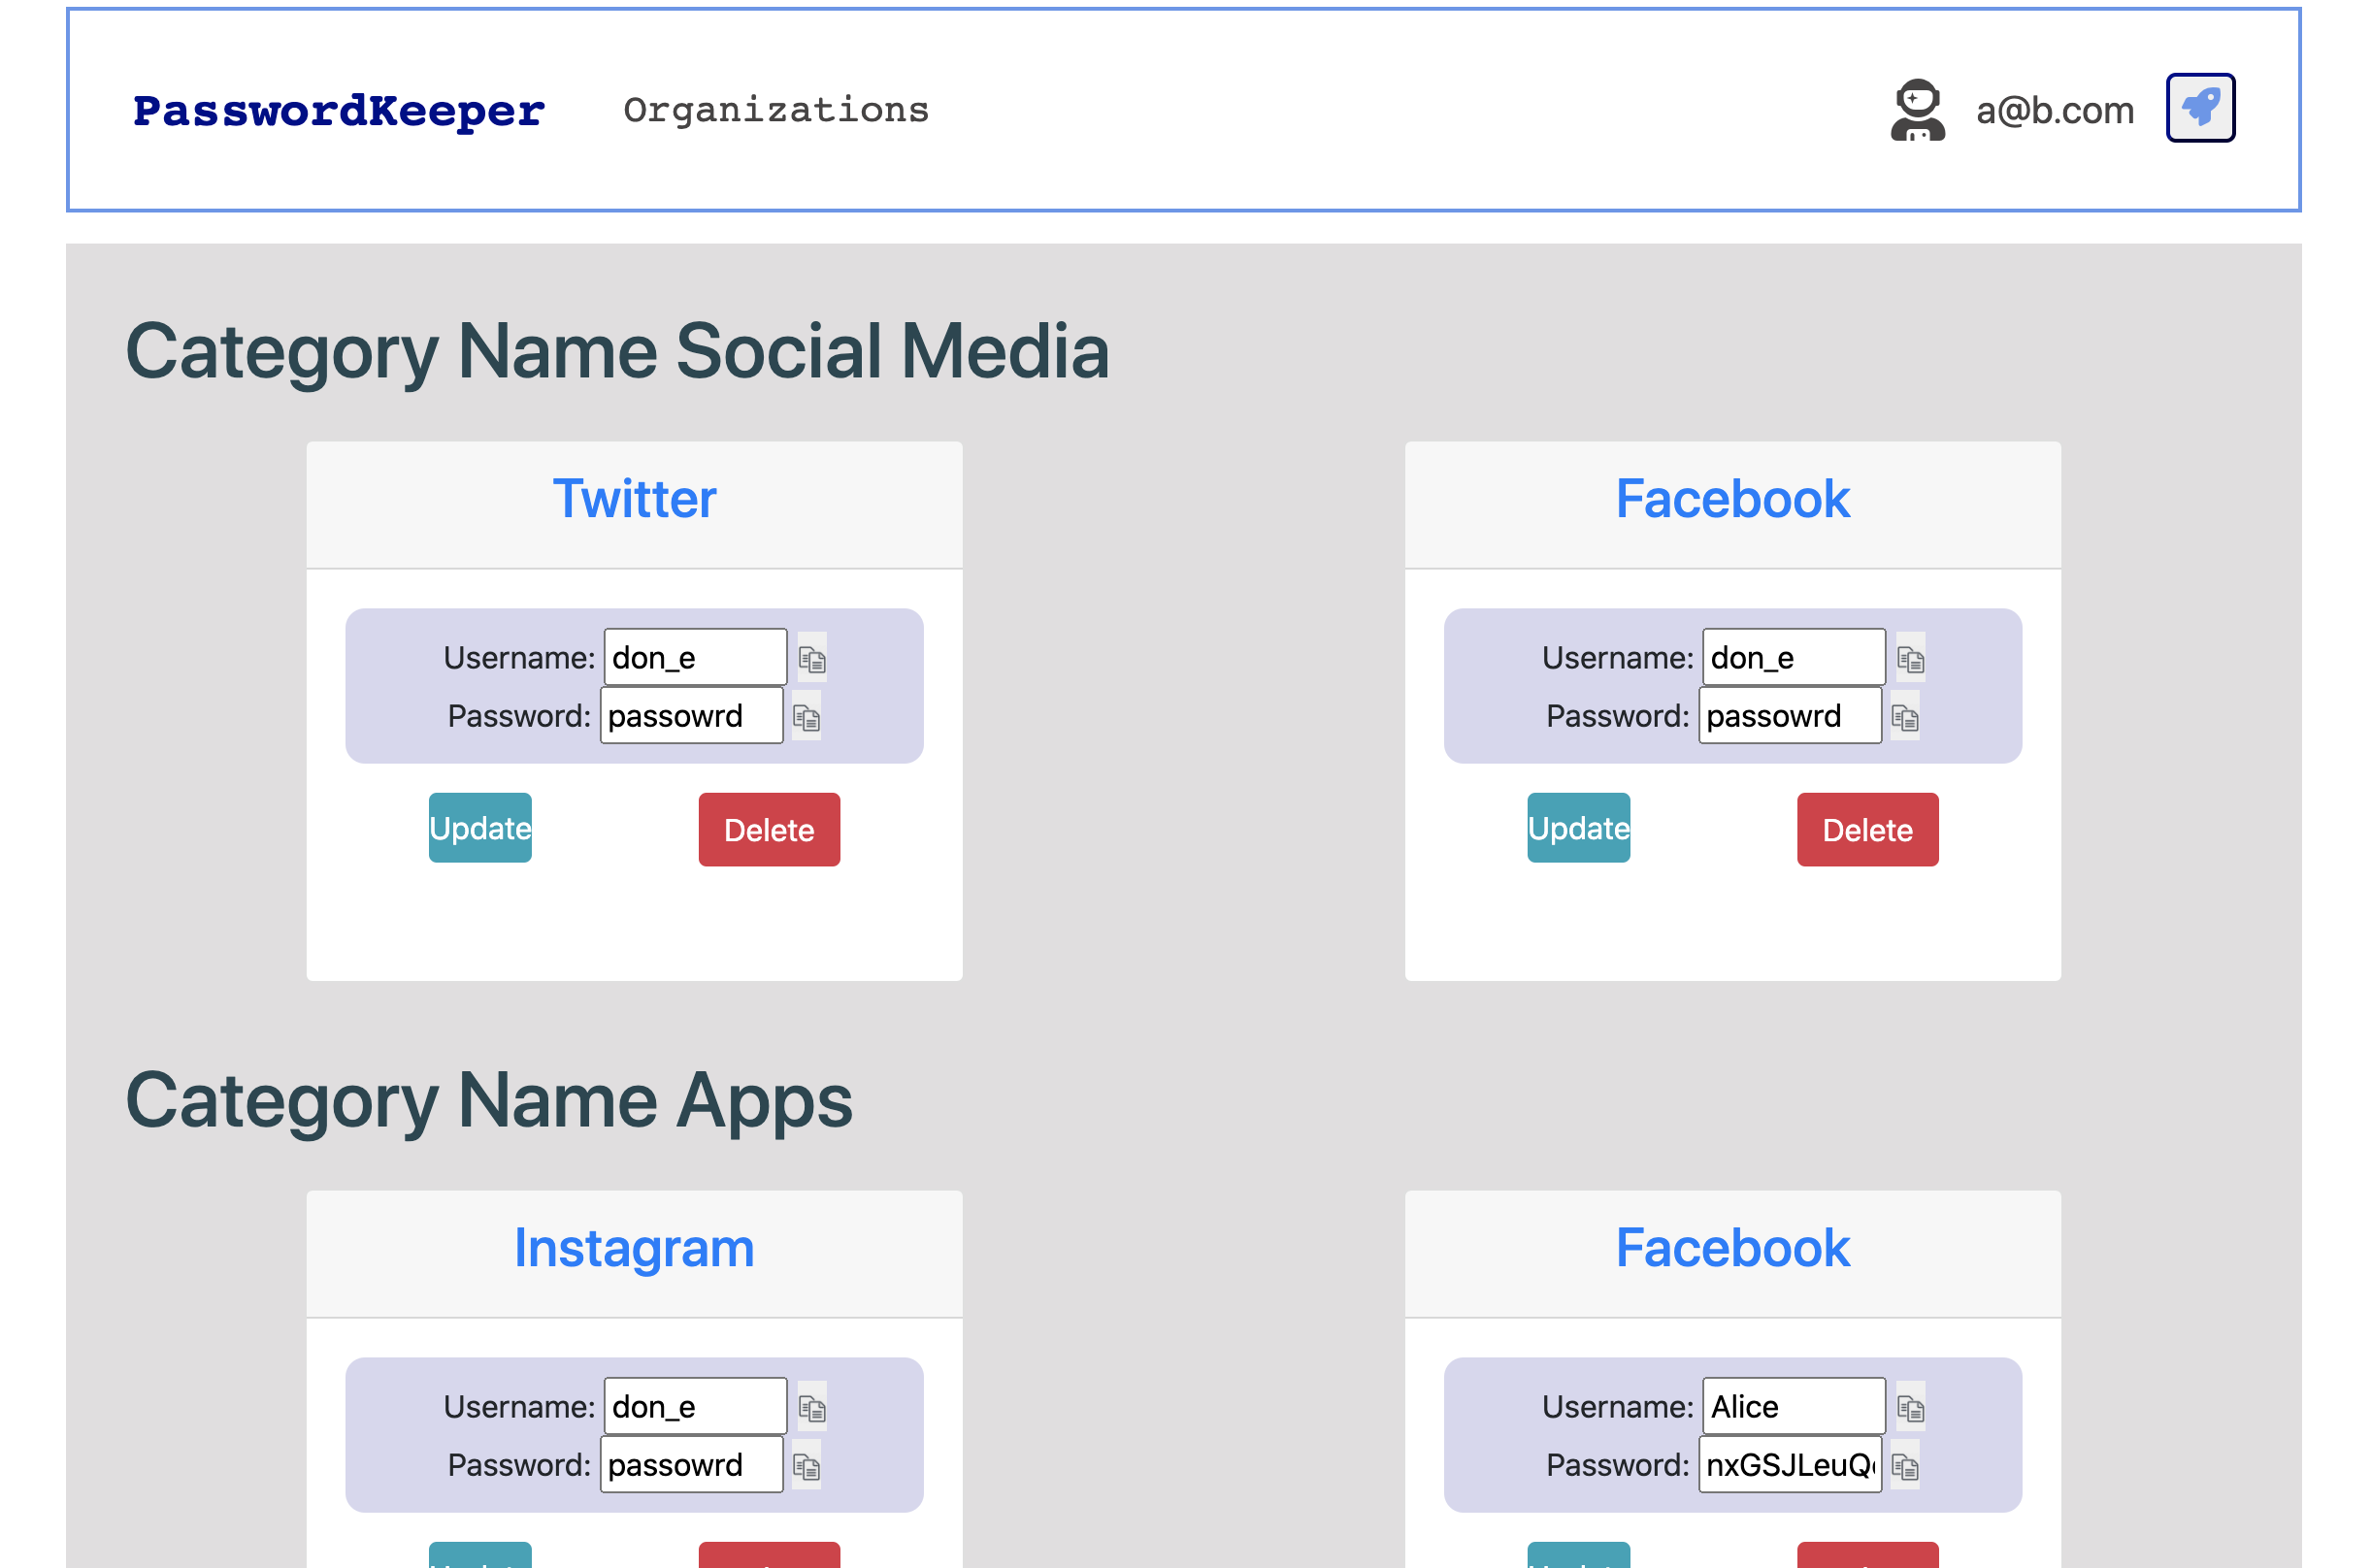 PasswordKeeper Organizations a@b.com
Category Name Social Media
Twitter Facebook
Username: don_e Username: don_e
Password: passowrd Password: passowrd
Update Delete Update Delete
Category Name Apps
Instagram Facebook
Username: don_e Username: Alice
Password: passowrd Password: nxGSJLeuQ